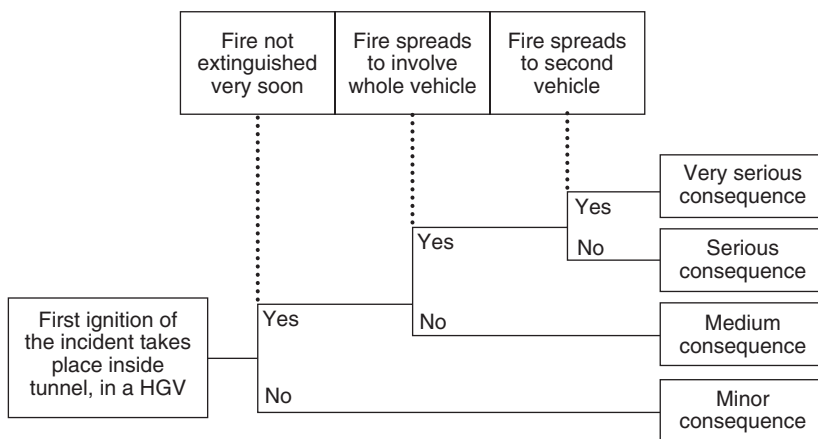 Fire not
extinguished
very soon
Fire spreads
to involve
whole vehicle
Fire spreads
to second
vehicle
Very serious
consequence
Yes
No
Serious
consequence
Yes
No
Medium
consequence
First ignition of
the incident takes
place inside
tunnel, in a HGV
Yes
No
Minor
consequence